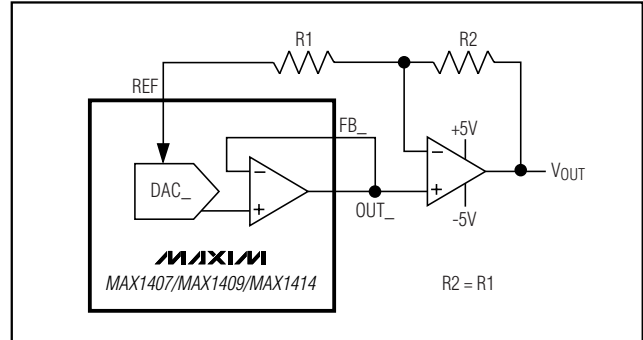 R1
R2
REF
FB_
+5V
−
−
DAC_
VOUT
+
+
OUT_
-5V
MAXIM
MAX1407/MAX1409/MAX1414
R2 = R1